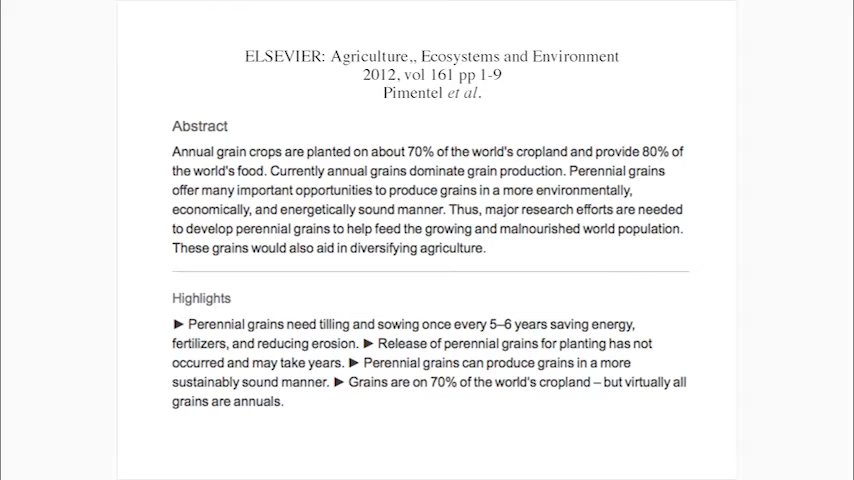 ELSEVIER: Agriculture,, Ecosystems and Environment
2012, vol 161 pp 1-9
Pimentel et al.
Abstract
Annual grain crops are planted on about 70% of the world's cropland and provide 80% of
the world's food. Currently annual grains dominate grain production. Perennial grains
offer many important opportunities to produce grains in a more environmentally,
economically, and energetically sound manner. Thus, major research efforts are needed
to develop perennial grains to help feed the growing and malnourished world population.
These grains would also aid in diversifying agriculture.
Highlights
► Perennial grains need tilling and sowing once every 5–6 years saving energy,
fertilizers, and reducing erosion. ► Release of perennial grains for planting has not
occurred and may take years. ► Perennial grains can produce grains in a more
sustainably sound manner. ► Grains are on 70% of the world's cropland – but virtually all
grains are annuals.